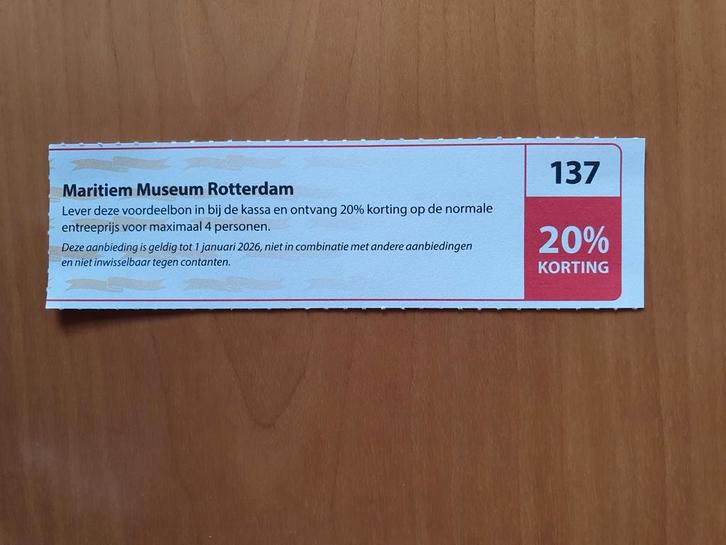 Maritiem Museum Rotterdam
Lever deze voordeelbon in bij de kassa en ontvang 20% korting op de normale
entreeprijs voor maximaal 4 personen.
Deze aanbieding is geldig tot 1 januari 2026, niet in combinatie met andere aanbiedingen
en niet inwisselbaar tegen contanten.
137
20%
KORTING